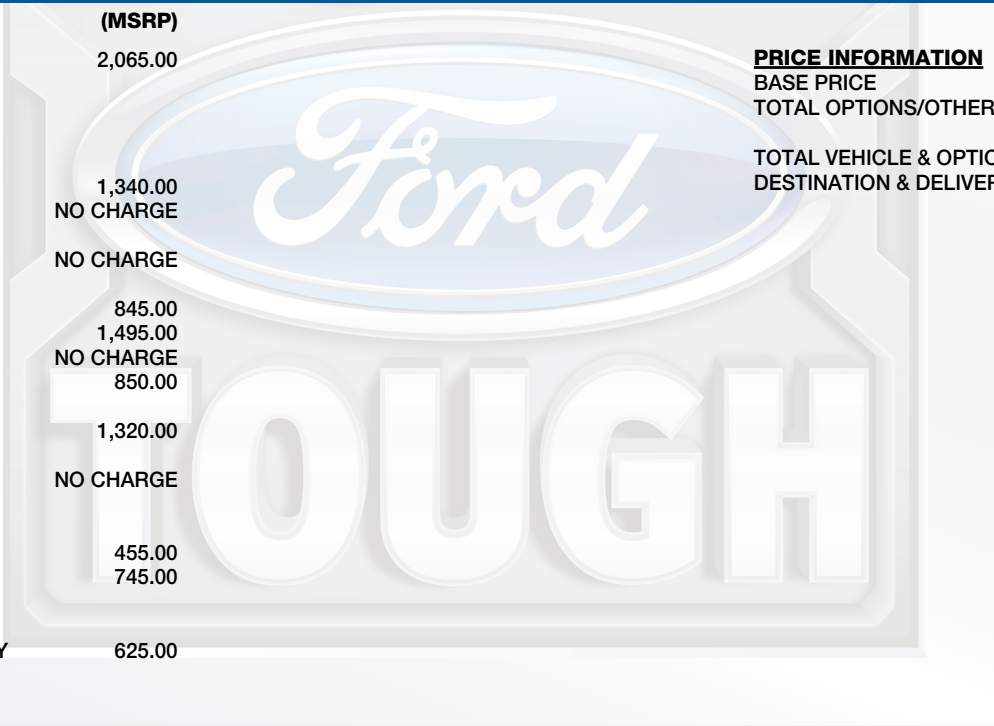 (MSRP)
2,065.00
1,340.00
NO CHARGE
NO CHARGE
845.00
1,495.00
NO CHARGE
850.00
1,320.00
NO CHARGE
455.00
745.00
Y 625.00
PRICE INFORMATION
BASE PRICE
TOTAL OPTIONS/OTHER
TOTAL VEHICLE & OPTIO
DESTINATION & DELIVER
Ford
TOUGH